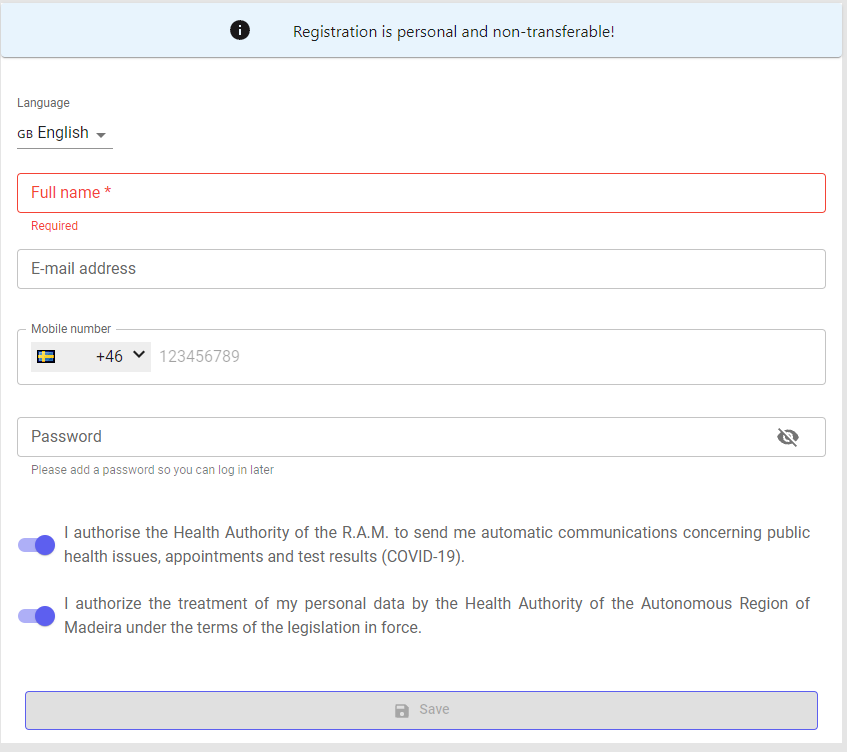 Registration is personal and non-transferable!
Language
GB English
Full name *
Required
E-mail address
Mobile number
+46 123456789
Password
Please add a password so you can log in later
I authorise the Health Authority of the R.A.M. to send me automatic communications concerning public
health issues, appointments and test results (COVID-19).
I authorize the treatment of my personal data by the Health Authority of the Autonomous Region of
Madeira under the terms of the legislation in force.
Save